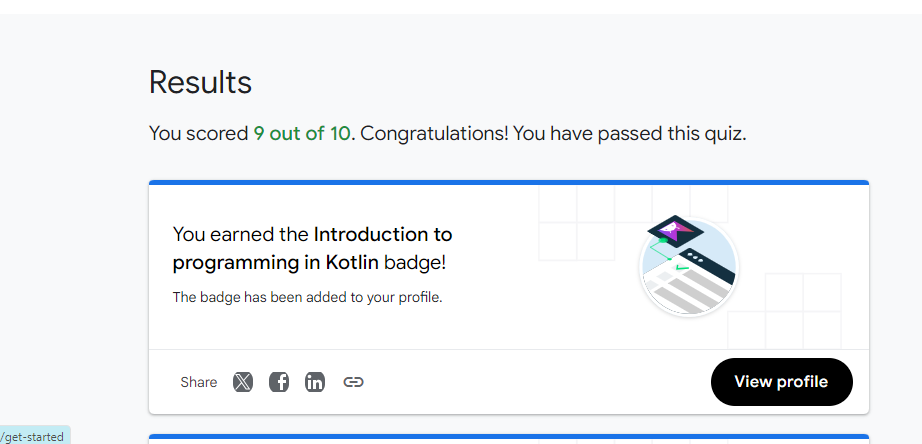 Results
You scored 9 out of 10. Congratulations! You have passed this quiz.
You earned the Introduction to
programming in Kotlin badge!
The badge has been added to your profile.
Share
View profile
/get-started